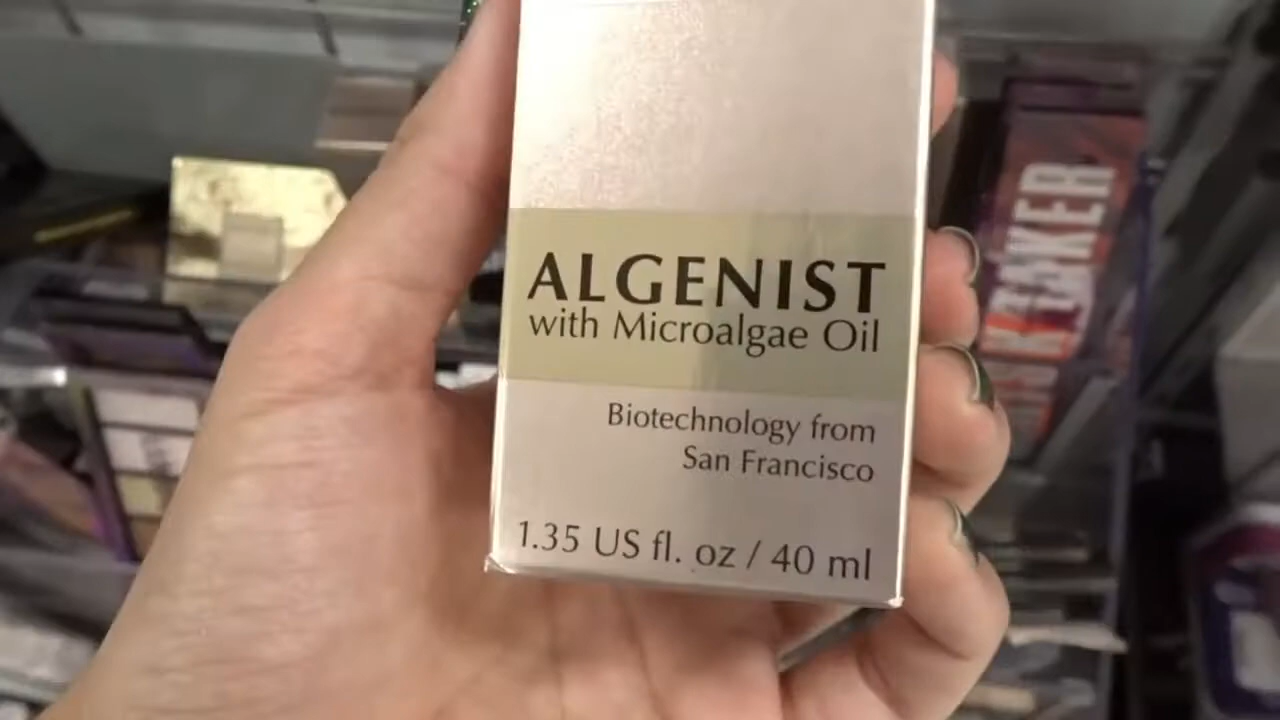 ALGENIST
with Microalgae Oil
Biotechnology from
San Francisco
1.35 US fl. oz / 40 ml